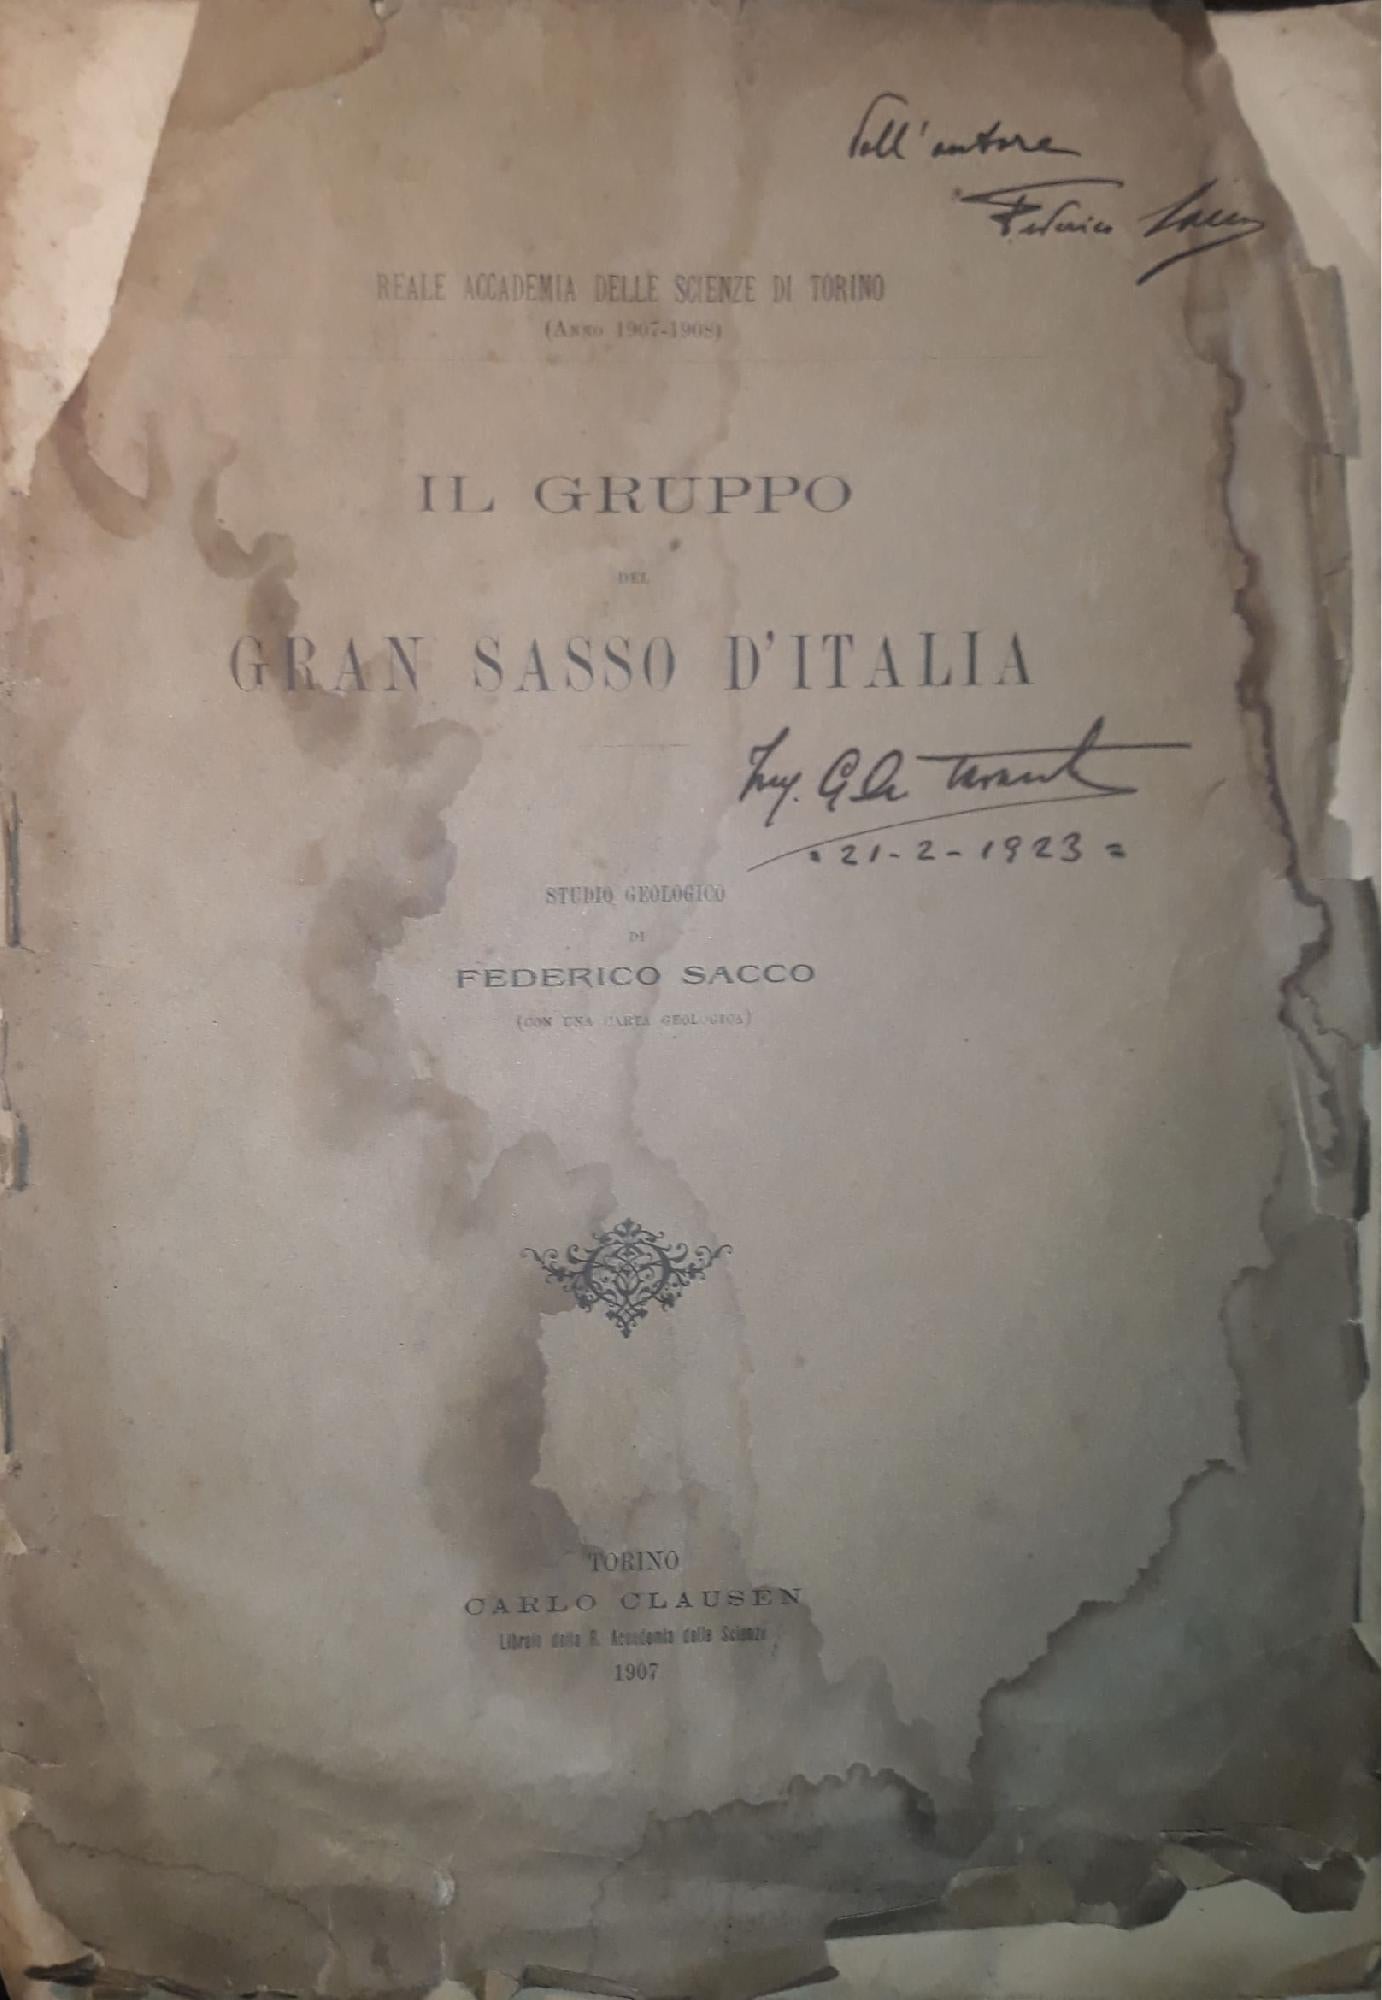 Dall'autore
Federico Sacco
REALE ACCADEMIA DELLE SCIENZE DI TORINO
(ANNO 1907-1908)
IL GRUPPO
DEL
GRAN SASSO D'ITALIA
Ing.
21-2-1923
STUDIO GEOLOGICO
DI
FEDERICO SACCO
(CON UNA CARTA GEOLOGICA)
TORINO
CARLO CLAUSEN
Libraio della R. Accademia delle Scienze
1907